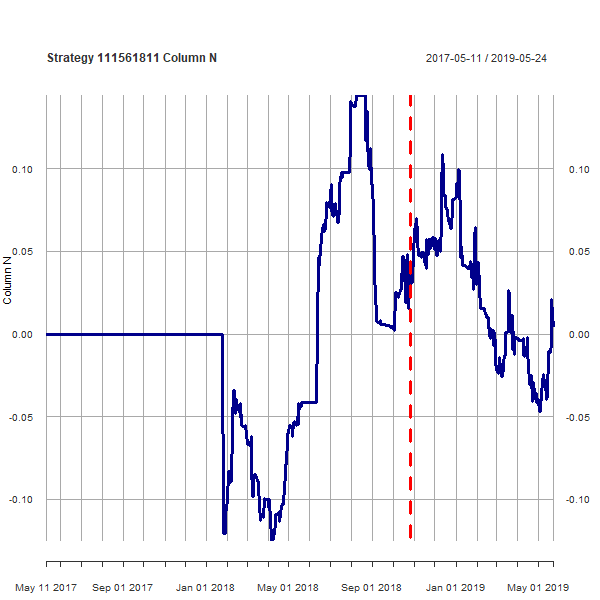 Strategy 111561811 Column N
2017-05-11 / 2019-05-24
Column N
0.10 0.10
0.05 0.05
0.00 0.00
-0.05 -0.05
-0.10 -0.10
May 11 2017 Sep 01 2017 Jan 01 2018 May 01 2018 Sep 01 2018 Jan 01 2019 May 01 2019